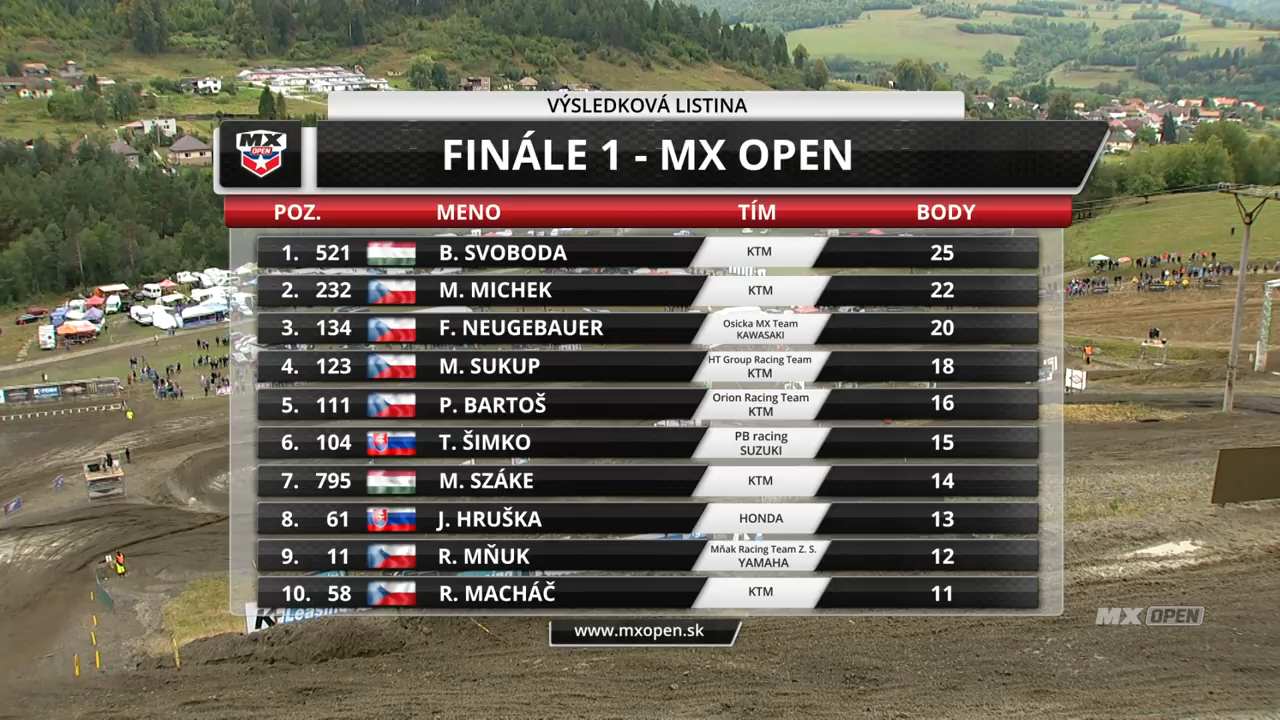 VÝSLEDKOVÁ LISTINA
MX OPEN
FINÁLE 1 - MX OPEN
POZ. MENO TÍM BODY
1. 521 B. SVOBODA KTM 25
2. 232 M. MICHEK KTM 22
3. 134 F. NEUGEBAUER Osicka MX Team KAWASAKI 20
4. 123 M. SUKUP HT Group Racing Team KTM 18
5. 111 P. BARTOŠ Orion Racing Team KTM 16
6. 104 T. ŠIMKO PB racing SUZUKI 15
7. 795 M. SZÁKE KTM 14
8. 61 J. HRUŠKA HONDA 13
9. 11 R. MŇUK Mňak Racing Team Z. S. YAMAHA 12
10. 58 R. MACHÁČ KTM 11
www.mxopen.sk
MX OPEN